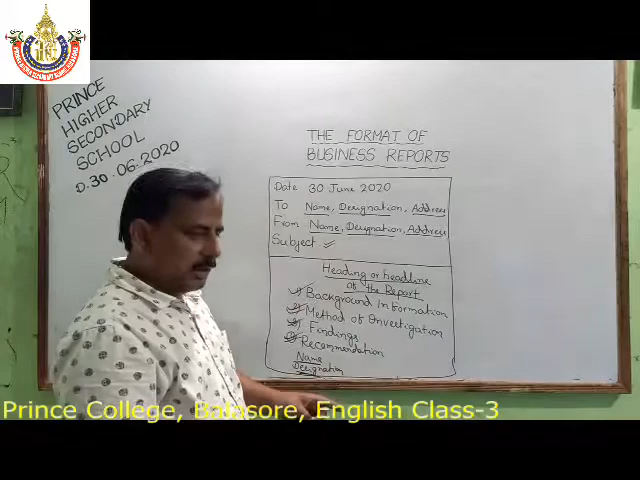 PRINCE
HIGHER
SECONDARY
SCHOOL
D.30.06.2020
THE FORMAT OF
BUSINESS REPORTS
Date 30 June 2020
To Name, Designation, Address
From Name, Designation, Address
Subject
Heading or headline
of the Report
Background Information
Method of Investigation
Findings
Recommendation
Name
Designation
Prince College, Balasore, English Class-3